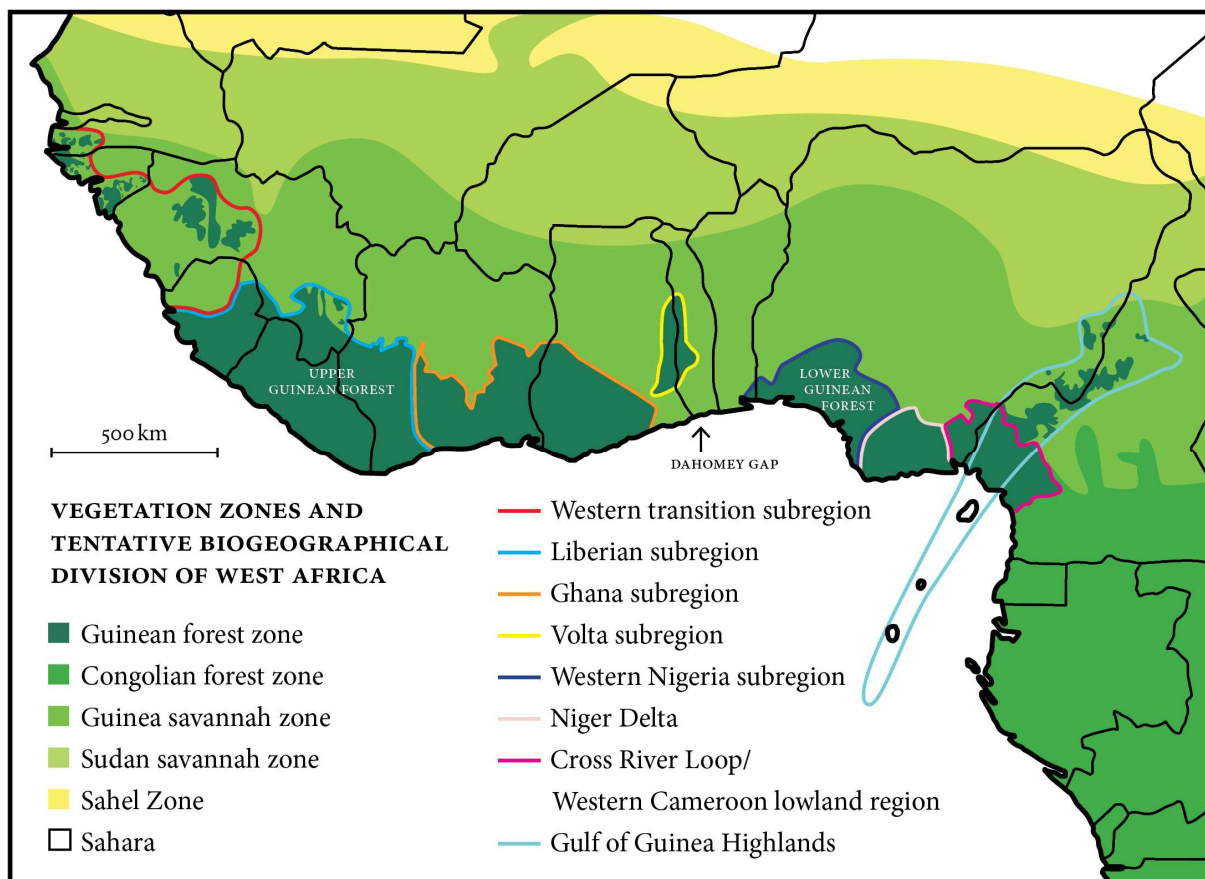 UPPER
GUINEAN FOREST
LOWER
GUINEAN
FOREST
500 km
DAHOMEY GAP
VEGETATION ZONES AND
TENTATIVE BIOGEOGRAPHICAL
DIVISION OF WEST AFRICA
Guinean forest zone
Congolian forest zone
Guinea savannah zone
Sudan savannah zone
Sahel Zone
Sahara
Western transition subregion
Liberian subregion
Ghana subregion
Volta subregion
Western Nigeria subregion
Niger Delta
Cross River Loop/
Western Cameroon lowland region
Gulf of Guinea Highlands